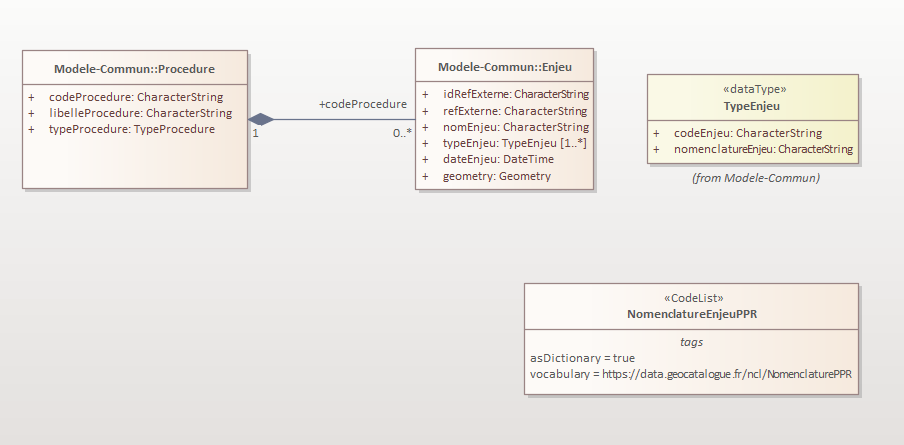 Modele-Commun::Procedure
+ codeProcedure: CharacterString
+ libelleProcedure: CharacterString
+ typeProcedure: TypeProcedure
+codeProcedure
1
0..*
Modele-Commun::Enjeu
+ idRefExterne: CharacterString
+ refExterne: CharacterString
+ nomEnjeu: CharacterString
+ typeEnjeu: TypeEnjeu [1..*]
+ dateEnjeu: DateTime
+ geometry: Geometry
«dataType»
TypeEnjeu
+ codeEnjeu: CharacterString
+ nomenclatureEnjeu: CharacterString
(from Modele-Commun)
«CodeList»
NomenclatureEnjeuPPR
tags
asDictionary = true
vocabulary = https://data.geocatalogue.fr/ncl/NomenclaturePPR